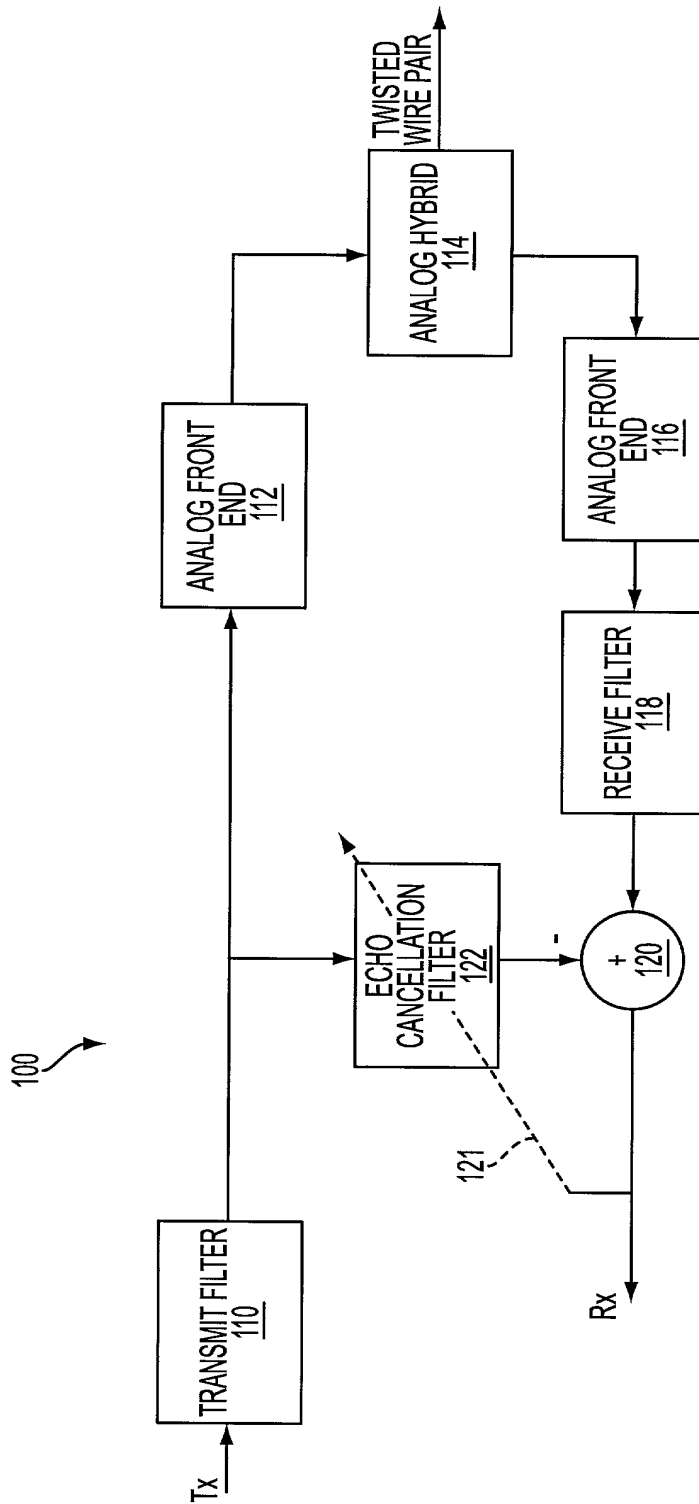 100
Tx
TRANSMIT FILTER
110
ANALOG FRONT
END
112
ANALOG HYBRID
114
TWISTED
WIRE PAIR
ECHO
CANCELLATION
FILTER
122
121
-
+
120
Rx
RECEIVE FILTER
118
ANALOG FRONT
END
116